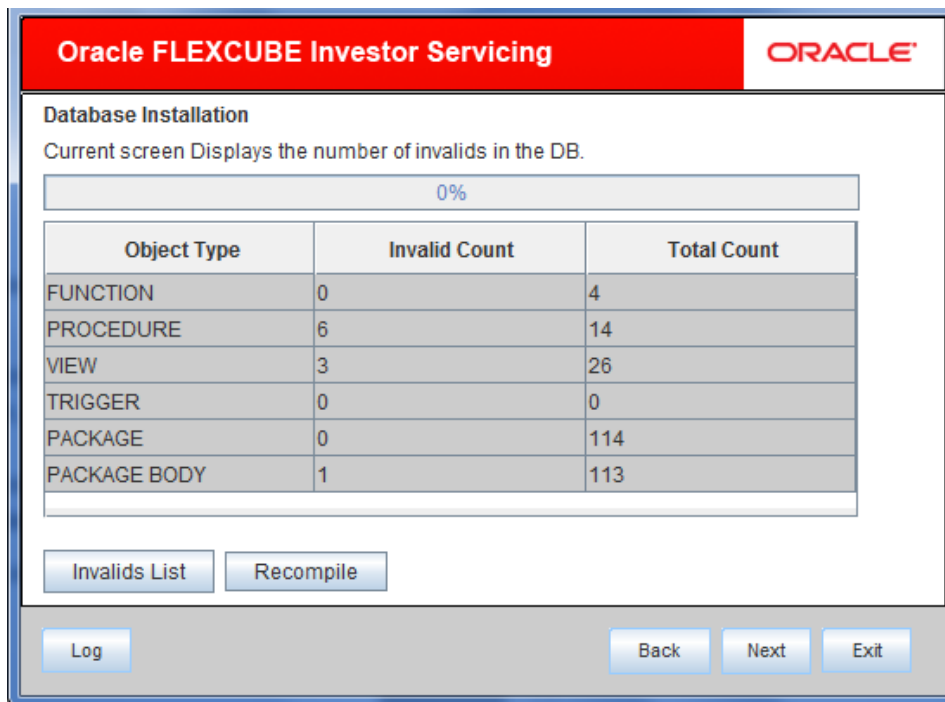 Oracle FLEXCUBE Investor Servicing
ORACLE
Database Installation
Current screen Displays the number of invalids in the DB.
0%
Object Type Invalid Count Total Count
FUNCTION 0 4
PROCEDURE 6 14
VIEW 3 26
TRIGGER 0 0
PACKAGE 0 114
PACKAGE BODY 1 113
Invalids List Recompile
Log Back Next Exit